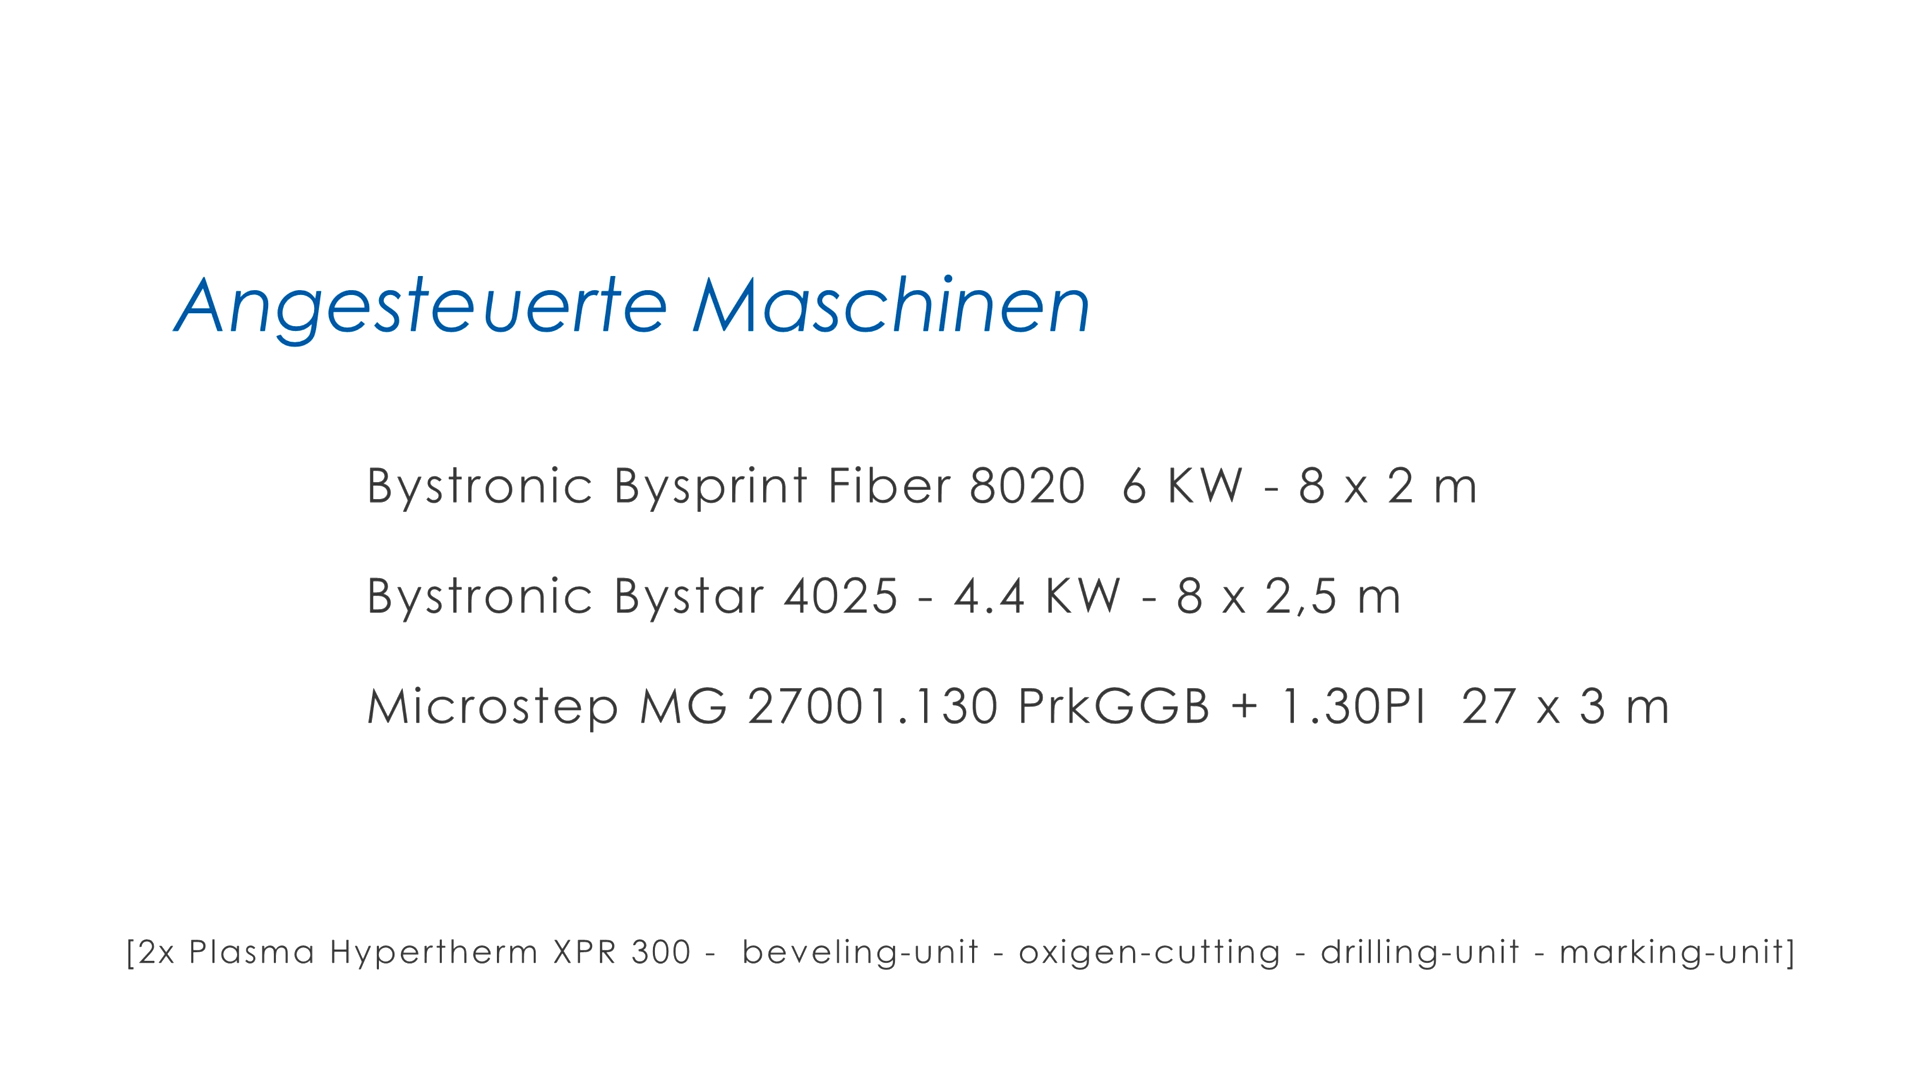 Angesteuerte Maschinen
Bystronic Bysprint Fiber 8020  6 KW - 8 x 2 m
Bystronic Bystar 4025 - 4.4 KW - 8 x 2,5 m
Microstep MG 27001.130 PrkGGB + 1.30Pl  27 x 3 m
[2x Plasma Hypertherm XPR 300 -  beveling-unit - oxigen-cutting - drilling-unit - marking-unit]